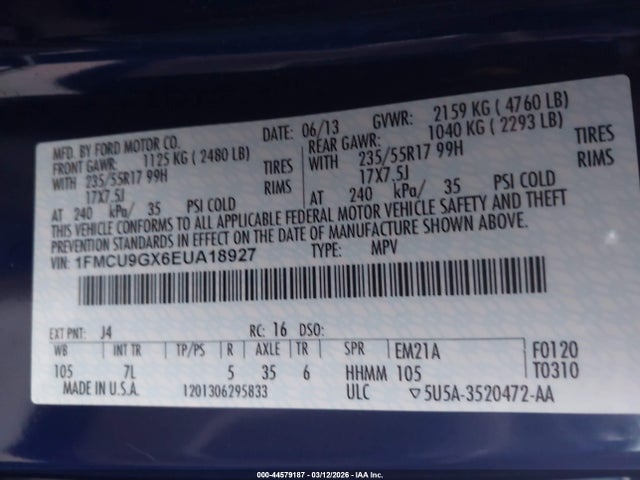 MFD. BY FORD MOTOR CO. DATE: 06/13 GVWR: 2159 KG (4760 LB)
FRONT GAWR: 1125 KG (2480 LB) REAR GAWR: 1040 KG (2293 LB)
WITH 235/55R17 99H TIRES WITH 235/55R17 99H TIRES
17X7.5J RIMS 17X7.5J RIMS
AT 240 kPa/ 35 PSI COLD AT 240 kPa/ 35 PSI COLD
THIS VEHICLE CONFORMS TO ALL APPLICABLE FEDERAL MOTOR VEHICLE SAFETY AND THEFT
PREVENTION STANDARDS IN EFFECT ON THE DATE OF MANUFACTURE SHOWN ABOVE.
VIN: 1FMCU9GX6EUA18927 TYPE: MPV
EXT PNT: J4 RC: 16 DSO:
WB INT TR TP/PS R AXLE TR SPR EM21A F0120
105 7L 5 35 6 HHMM 105 T0310
MADE IN U.S.A. 1201306295833 ULC ▽5U5A-3520472-AA
000-44579187 - 03/12/2026 - IAA Inc.